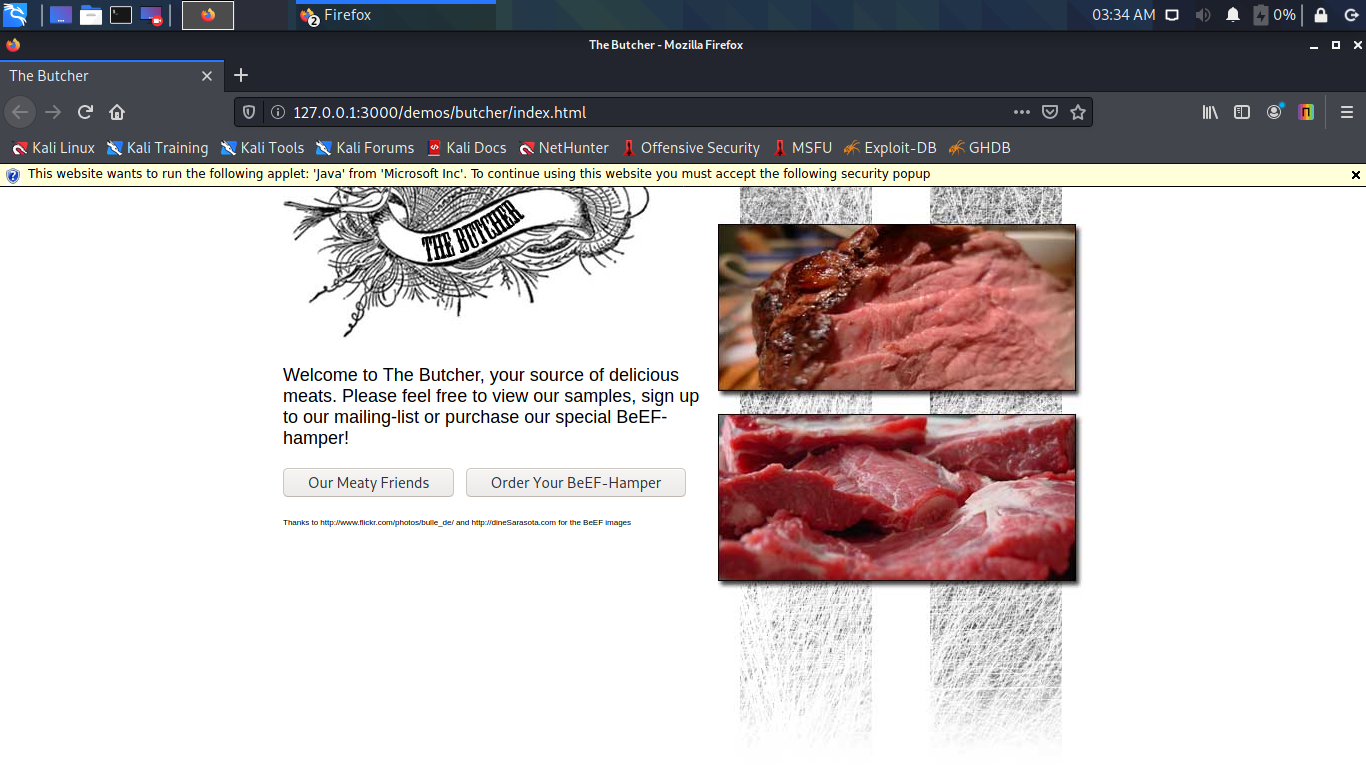 Firefox
2
03:34 AM
0%
The Butcher - Mozilla Firefox
The Butcher
127.0.0.1:3000/demos/butcher/index.html
Kali Linux Kali Training Kali Tools Kali Forums Kali Docs NetHunter Offensive Security MSFU Exploit-DB GHDB
This website wants to run the following applet: 'Java' from 'Microsoft Inc'. To continue using this website you must accept the following security popup
THE BUTCHER
Welcome to The Butcher, your source of delicious
meats. Please feel free to view our samples, sign up
to our mailing-list or purchase our special BeEF-
hamper!
Our Meaty Friends Order Your BeEF-Hamper
Thanks to http://www.flickr.com/photos/bulle_de/ and http://dineSarasota.com for the BeEF images